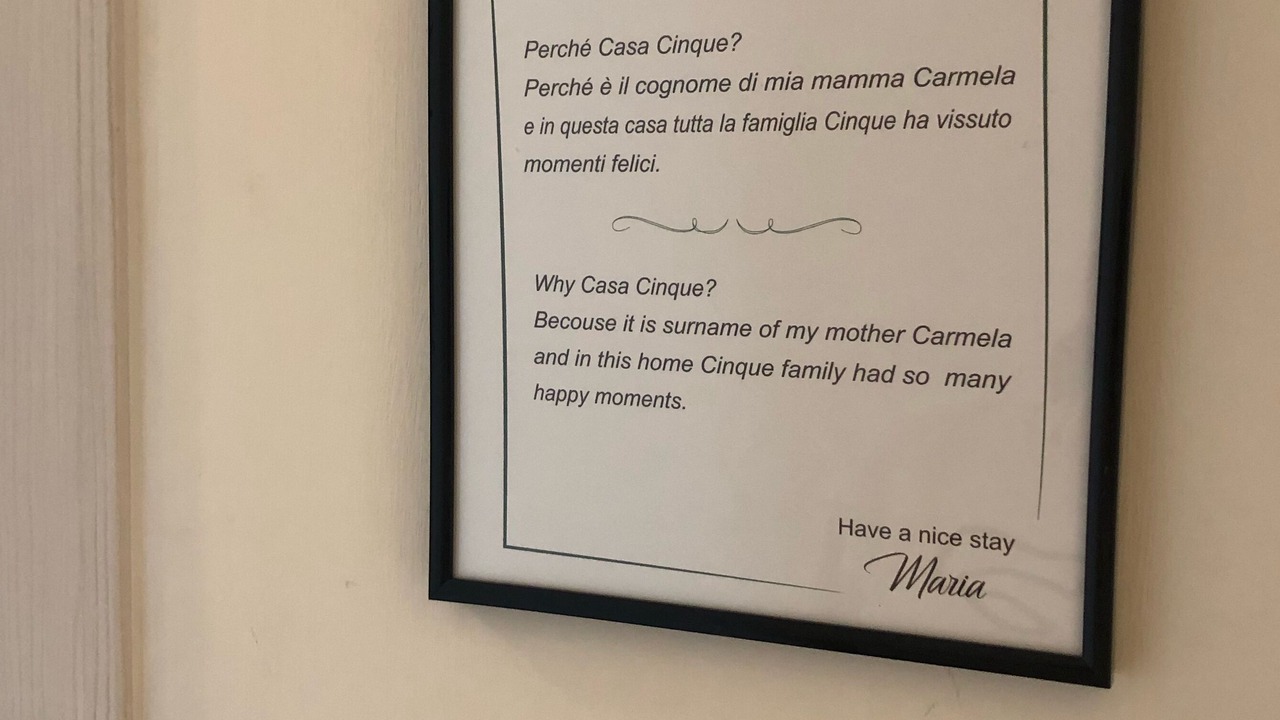 Perché Casa Cinque?
Perché è il cognome di mia mamma Carmela
e in questa casa tutta la famiglia Cinque ha vissuto
momenti felici.
Why Casa Cinque?
Becouse it is surname of my mother Carmela
and in this home Cinque family had so many
happy moments.
Have a nice stay
Maria